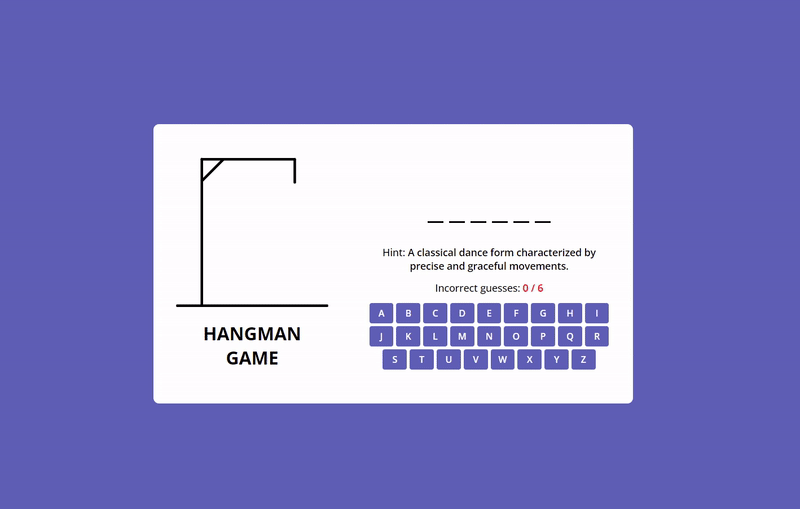 Hint: A classical dance form characterized by
precise and graceful movements.
Incorrect guesses: 0 / 6
A B C D E F G H I
J K L M N O P Q R
S T U V W X Y Z
HANGMAN
GAME